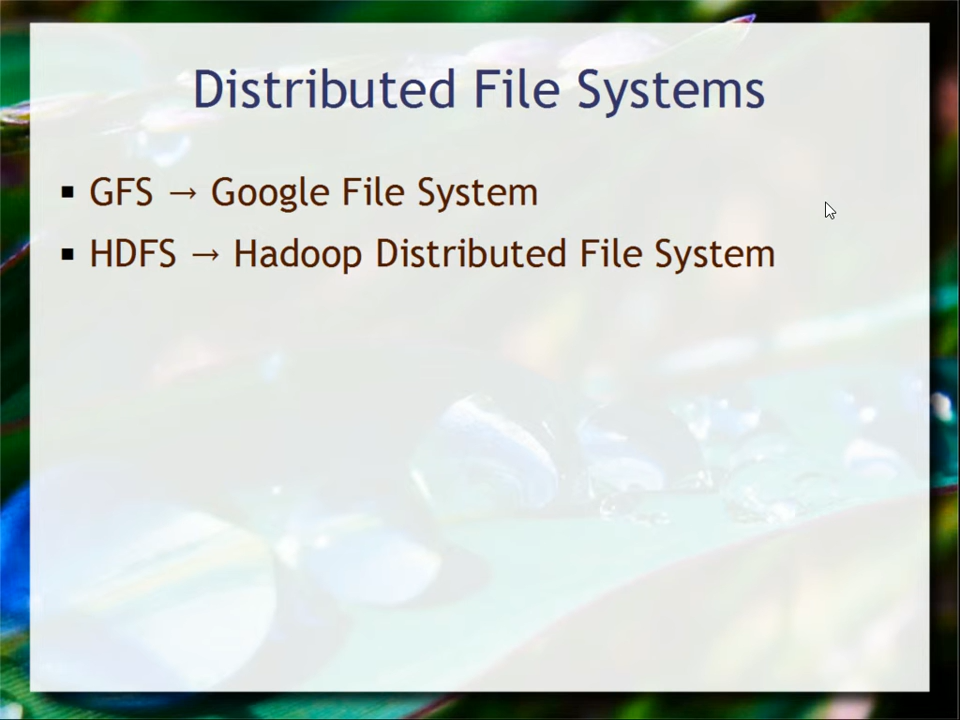 Distributed File Systems
▪ GFS → Google File System
▪ HDFS → Hadoop Distributed File System